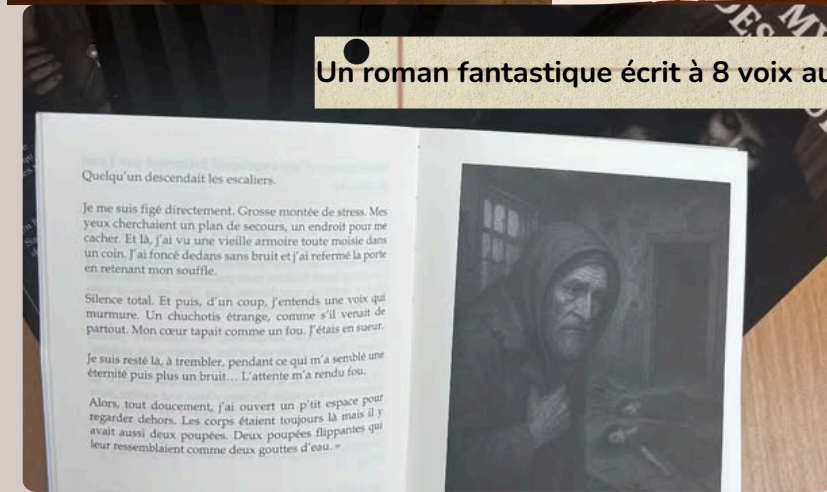 MY
DES
Un roman fantastique écrit à 8 voix au
Quelqu'un descendait les escaliers.
Je me suis figé directement. Grosse montée de stress. Mes
yeux cherchaient un plan de secours, un endroit pour me
cacher. Et là, j'ai vu une vieille armoire toute moisie dans
un coin. J'ai foncé dedans sans bruit et j'ai refermé la porte
en retenant mon souffle.
Silence total. Et puis, d'un coup, j'entends une voix qui
murmure. Un chuchotis étrange, comme s'il venait de
partout. Mon cœur tapait comme un fou. J'étais en sueur.
Je suis resté là, à trembler, pendant ce qui m'a semblé une
éternité puis plus un bruit… L'attente m'a rendu fou.
Alors, tout doucement, j'ai ouvert un p'tit espace pour
regarder dehors. Les corps étaient toujours là mais il y
avait aussi deux poupées. Deux poupées flippantes qui
leur ressemblaient comme deux gouttes d'eau. »